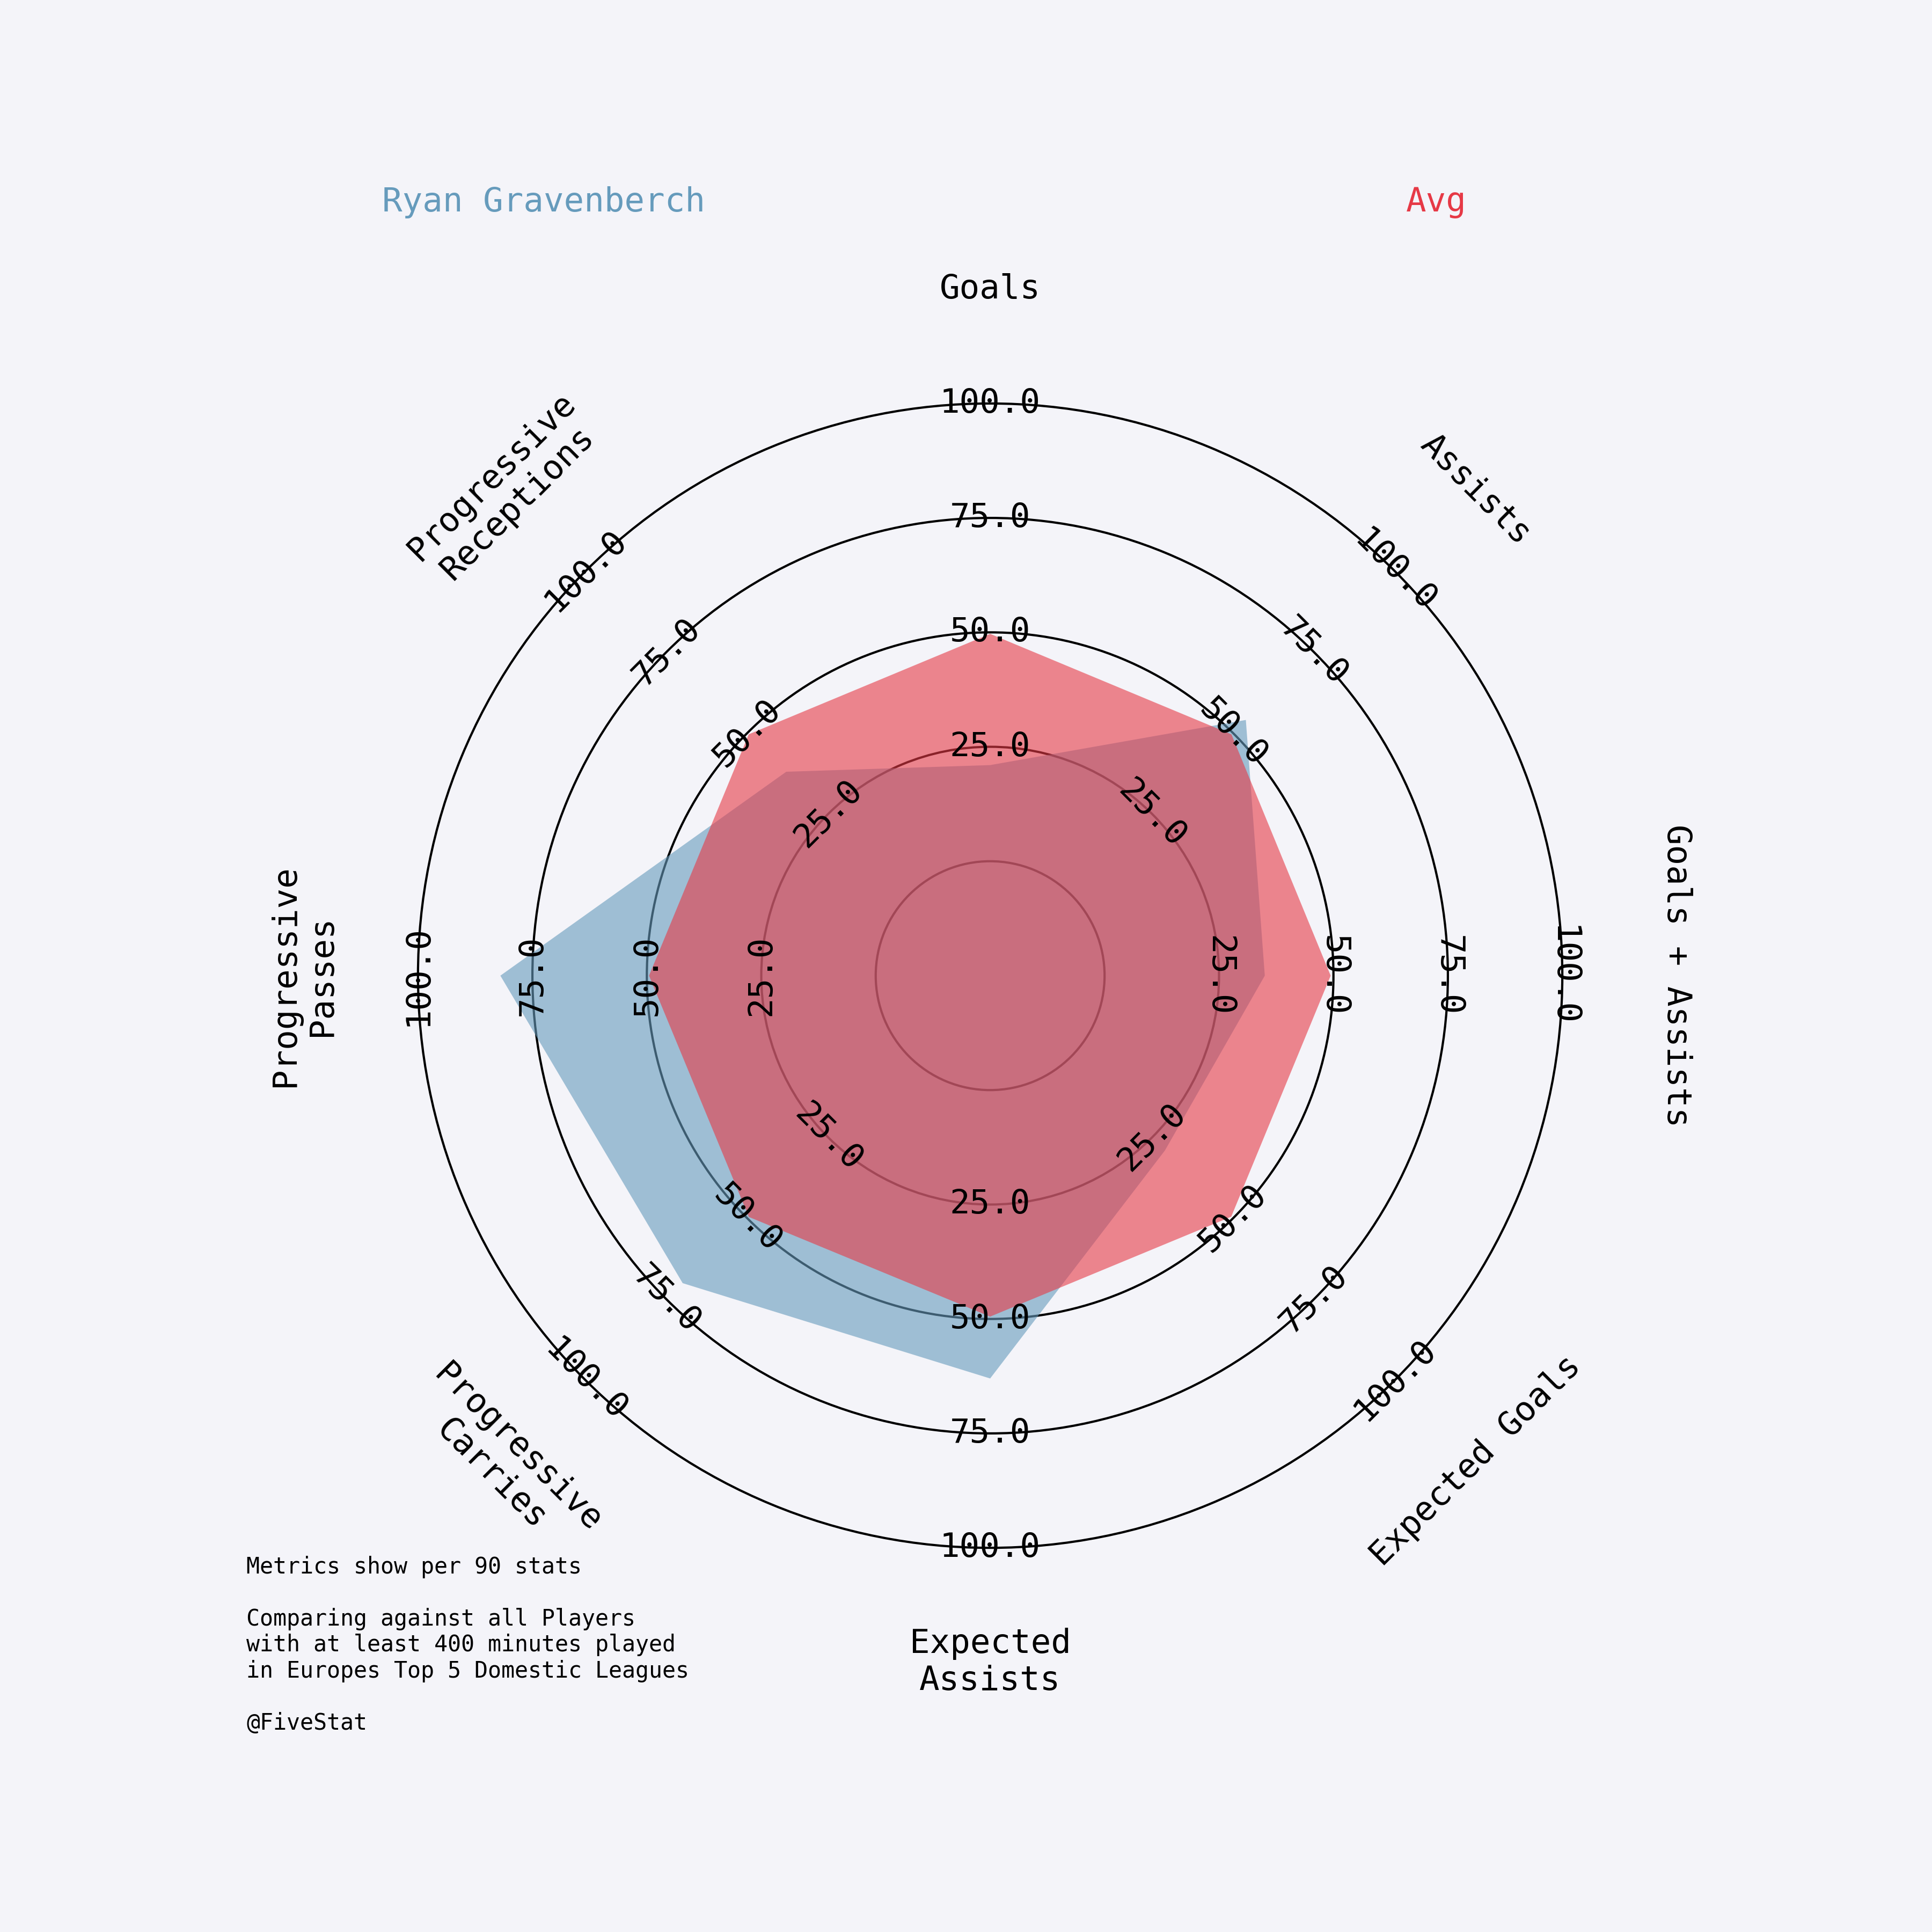 Ryan Gravenberch
Avg
Goals
100.0
75.0
50.0
25.0
Assists
100.0
75.0
50.0
25.0
Goals + Assists
100.0
75.0
50.0
25.0
Expected Goals
100.0
75.0
50.0
25.0
Expected
Assists
100.0
75.0
50.0
25.0
Progressive
Carries
100.0
75.0
50.0
25.0
Progressive
Passes
100.0
75.0
50.0
25.0
Progressive
Receptions
100.0
75.0
50.0
25.0
Metrics show per 90 stats
Comparing against all Players
with at least 400 minutes played
in Europes Top 5 Domestic Leagues
@FiveStat